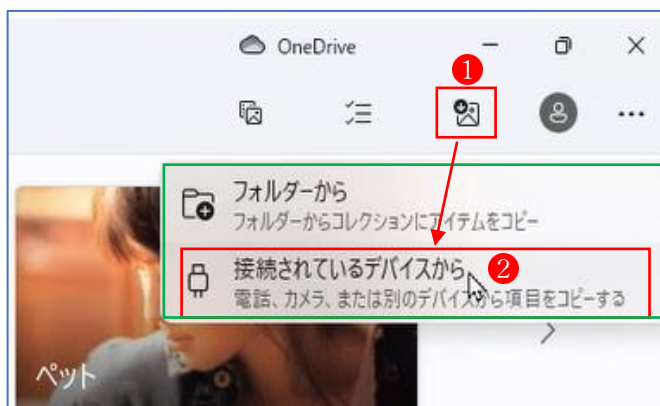 OneDrive
1
フォルダーから
フォルダーからコレクションにアイテムをコピー
接続されているデバイスから
2
電話、カメラ、または別のデバイスから項目をコピーする
ペット